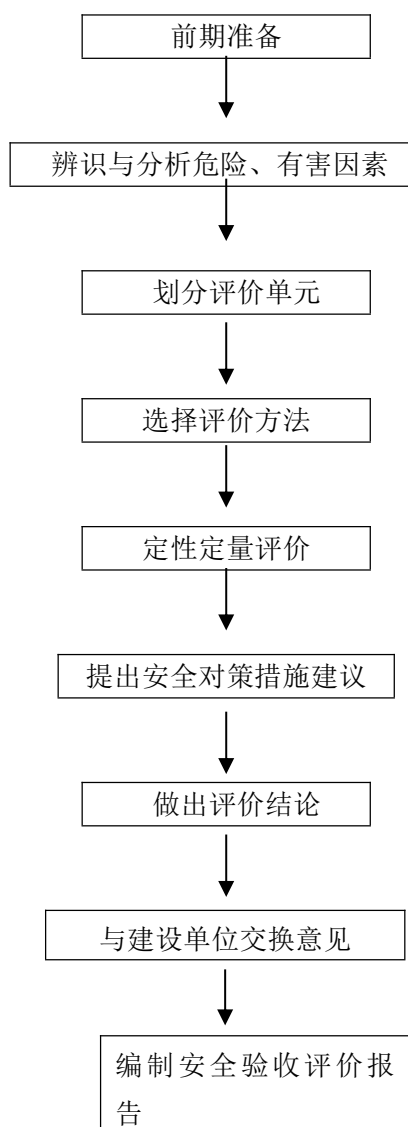 前期准备
辨识与分析危险、有害因素
划分评价单元
选择评价方法
定性定量评价
提出安全对策措施建议
做出评价结论
与建设单位交换意见
编制安全验收评价报
告